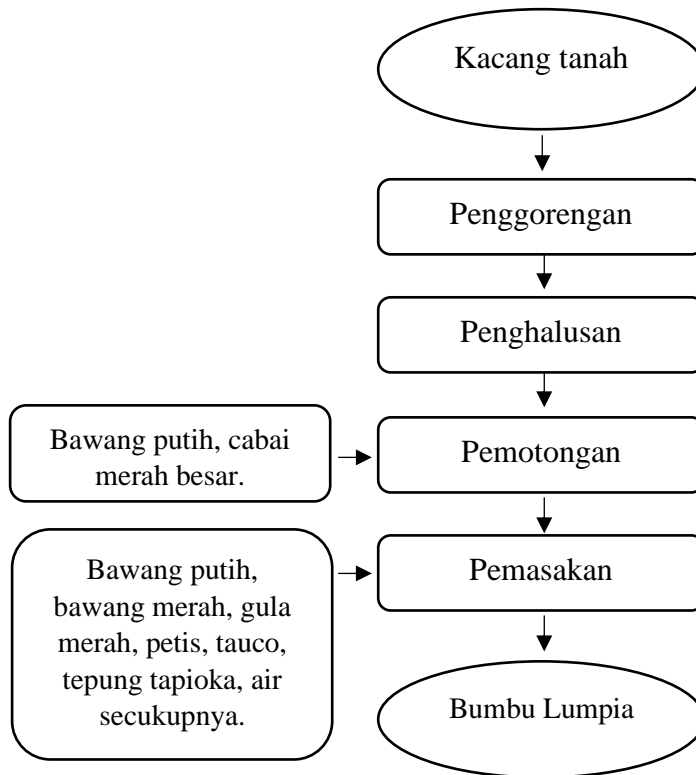 Kacang tanah
Penggorengan
Penghalusan
Bawang putih, cabai
merah besar.
Pemotongan
Bawang putih,
bawang merah, gula
merah, petis, tauco,
tepung tapioka, air
secukupnya.
Pemasakan
Bumbu Lumpia